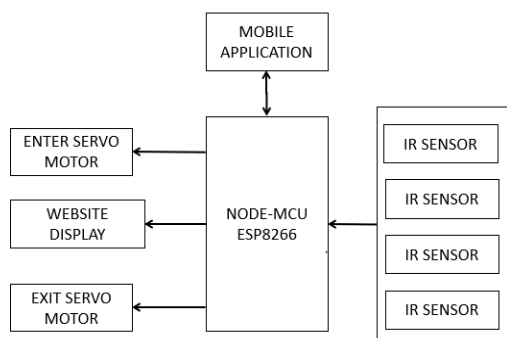 MOBILE
APPLICATION
ENTER SERVO
MOTOR
WEBSITE
DISPLAY
EXIT SERVO
MOTOR
NODE-MCU
ESP8266
IR SENSOR
IR SENSOR
IR SENSOR
IR SENSOR